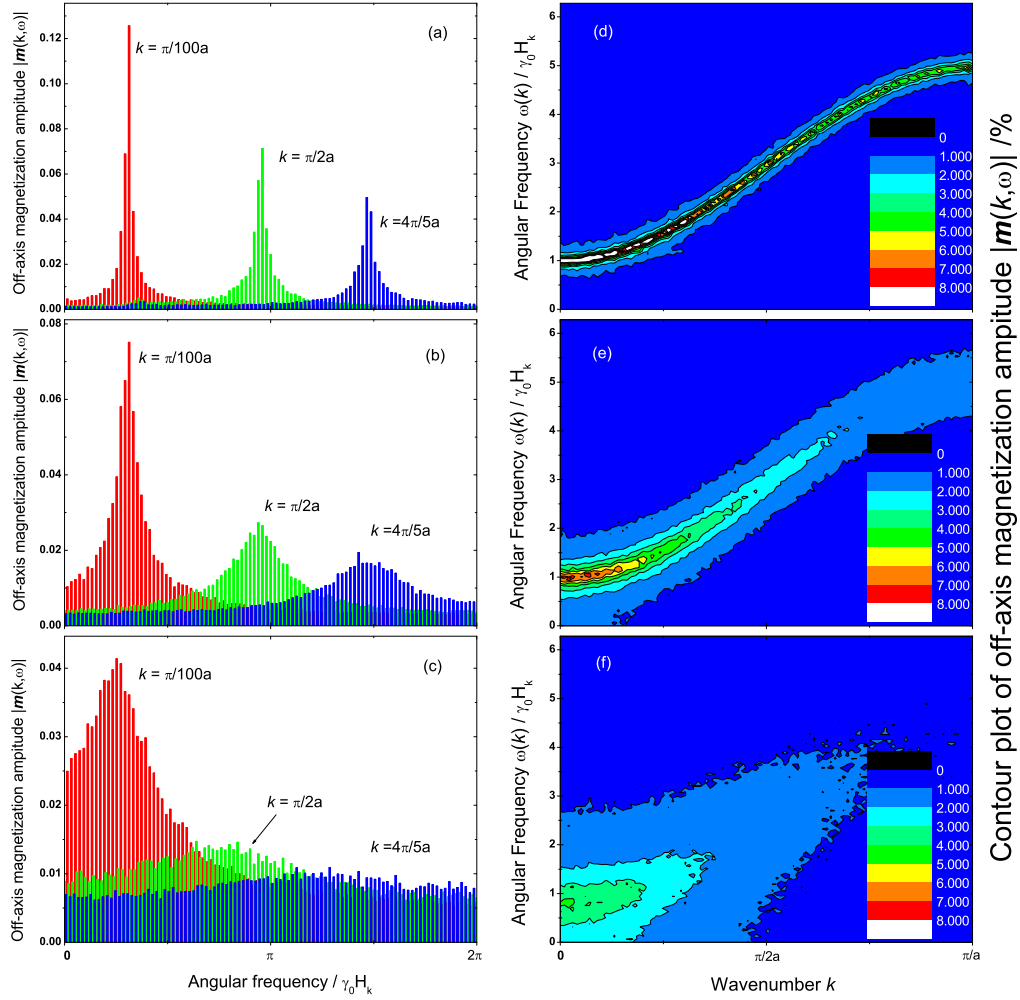 Off-axis magnetization ampitude |m(k,ω)|
0.12
0.10
0.08
0.06
0.04
0.02
0.00
(a)
k = π/100a
k = π/2a
k =4π/5a
Off-axis magnetization amplitude |m(k,ω)|
0.08
0.06
0.04
0.02
0.00
(b)
k = π/100a
k = π/2a
k =4π/5a
Off-axis magnetization amplitude |m(k,ω)|
0.04
0.03
0.02
0.01
0.00
(c)
k = π/100a
k = π/2a
k =4π/5a
0
π
2π
Angular frequency / γ₀Hₖ
Angular Frequency ω(k) / γ₀Hₖ
6
5
4
3
2
1
0
(d)
0
1.000
2.000
3.000
4.000
5.000
6.000
7.000
8.000
Angular Frequency ω(k) / γ₀Hₖ
6
5
4
3
2
1
0
(e)
0
1.000
2.000
3.000
4.000
5.000
6.000
7.000
8.000
Angular Frequency ω(k) / γ₀Hₖ
6
5
4
3
2
1
0
(f)
0
1.000
2.000
3.000
4.000
5.000
6.000
7.000
8.000
0
π/2a
π/a
Wavenumber k
Contour plot of off-axis magnetization ampitude |m(k,ω)| /%